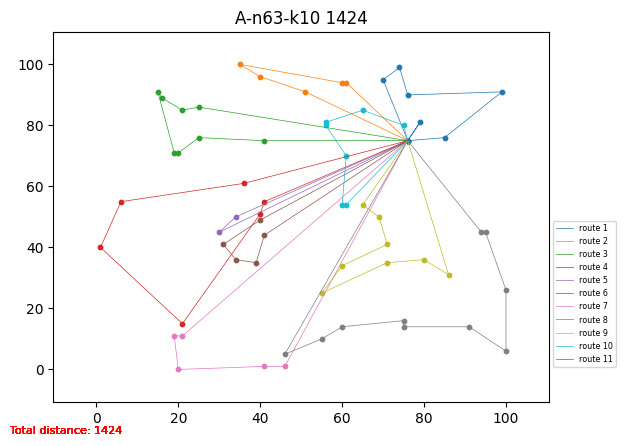 A-n63-k10 1424
100
80
60
40
20
0
0 20 40 60 80 100
route 1
route 2
route 3
route 4
route 5
route 6
route 7
route 8
route 9
route 10
route 11
Total distance: 1424